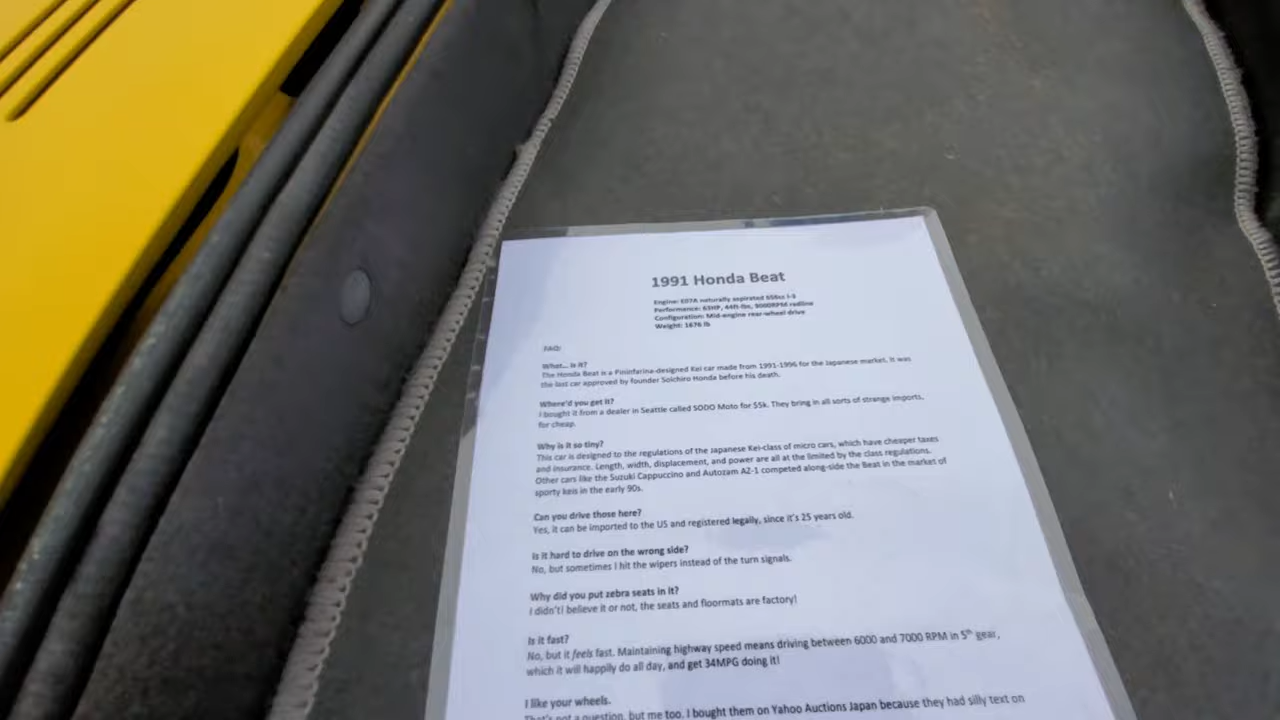 1991 Honda Beat
Engine: E07A naturally aspirated 656cc I-3
Performance: 63HP, 44ft-lbs, 9000RPM redline
Configuration: Mid-engine rear-wheel drive
Weight: 1676 lb
FAQ:
What... is it?
The Honda Beat is a Pininfarina-designed Kei car made from 1991-1996 for the Japanese market. It was
the last car approved by founder Soichiro Honda before his death.
Where'd you get it?
I bought it from a dealer in Seattle called SODO Moto for $5k. They bring in all sorts of strange imports,
for cheap.
Why is it so tiny?
This car is designed to the regulations of the Japanese Kei-class of micro cars, which have cheaper taxes
and insurance. Length, width, displacement, and power are all at the limited by the class regulations.
Other cars like the Suzuki Cappuccino and Autozam AZ-1 competed along-side the Beat in the market of
sporty keis in the early 90s.
Can you drive those here?
Yes, it can be imported to the US and registered legally, since it's 25 years old.
Is it hard to drive on the wrong side?
No, but sometimes I hit the wipers instead of the turn signals.
Why did you put zebra seats in it?
I didn't! believe it or not, the seats and floormats are factory!
Is it fast?
No, but it feels fast. Maintaining highway speed means driving between 6000 and 7000 RPM in 5th gear,
which it will happily do all day, and get 34MPG doing it!
I like your wheels.
That's not a question, but me too. I bought them on Yahoo Auctions Japan because they had silly text on